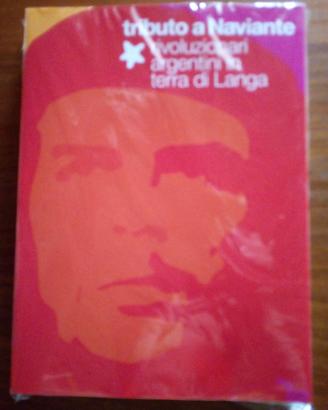 tributo a Naviante
rivoluzionari
argentini in
terra di Langa